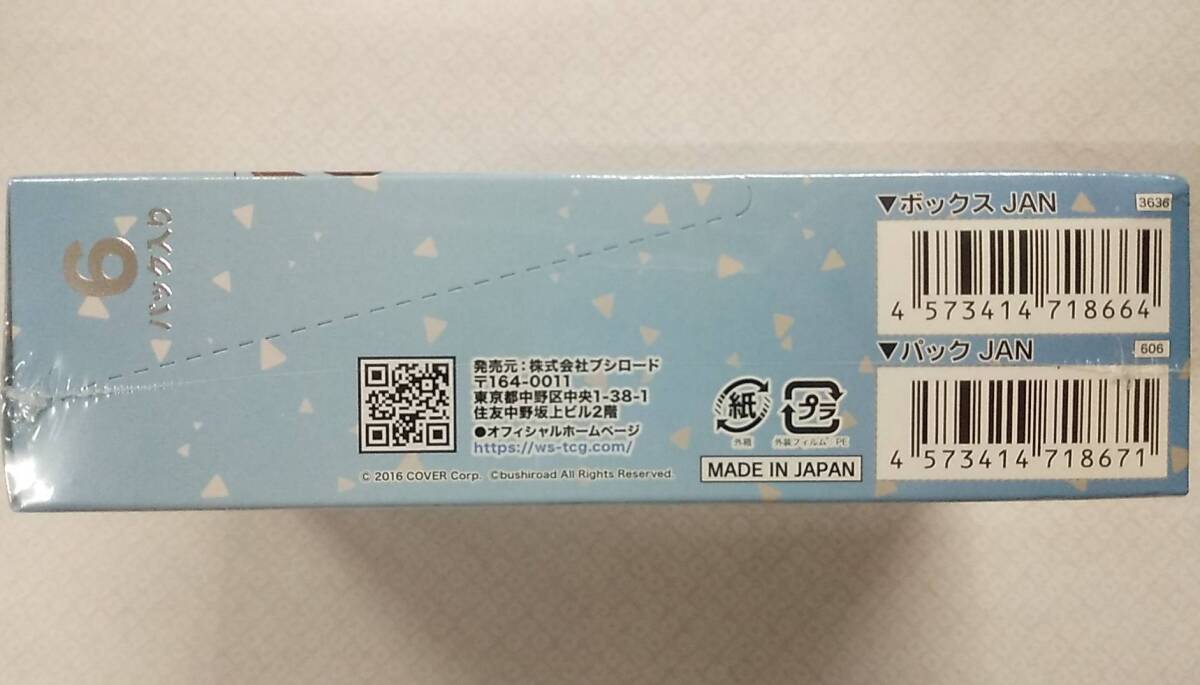 6
パック入り
発売元：株式会社ブシロード
〒164-0011
東京都中野区中央1-38-1
住友中野坂上ビル2階
●オフィシャルホームページ
https://ws-tcg.com/
© 2016 COVER Corp. ©bushiroad All Rights Reserved.
紙
外箱
プラ
外装フィルム：PE
MADE IN JAPAN
▼ボックス JAN
3636
4 573414 718664
▼パック JAN
606
4 573414 718671